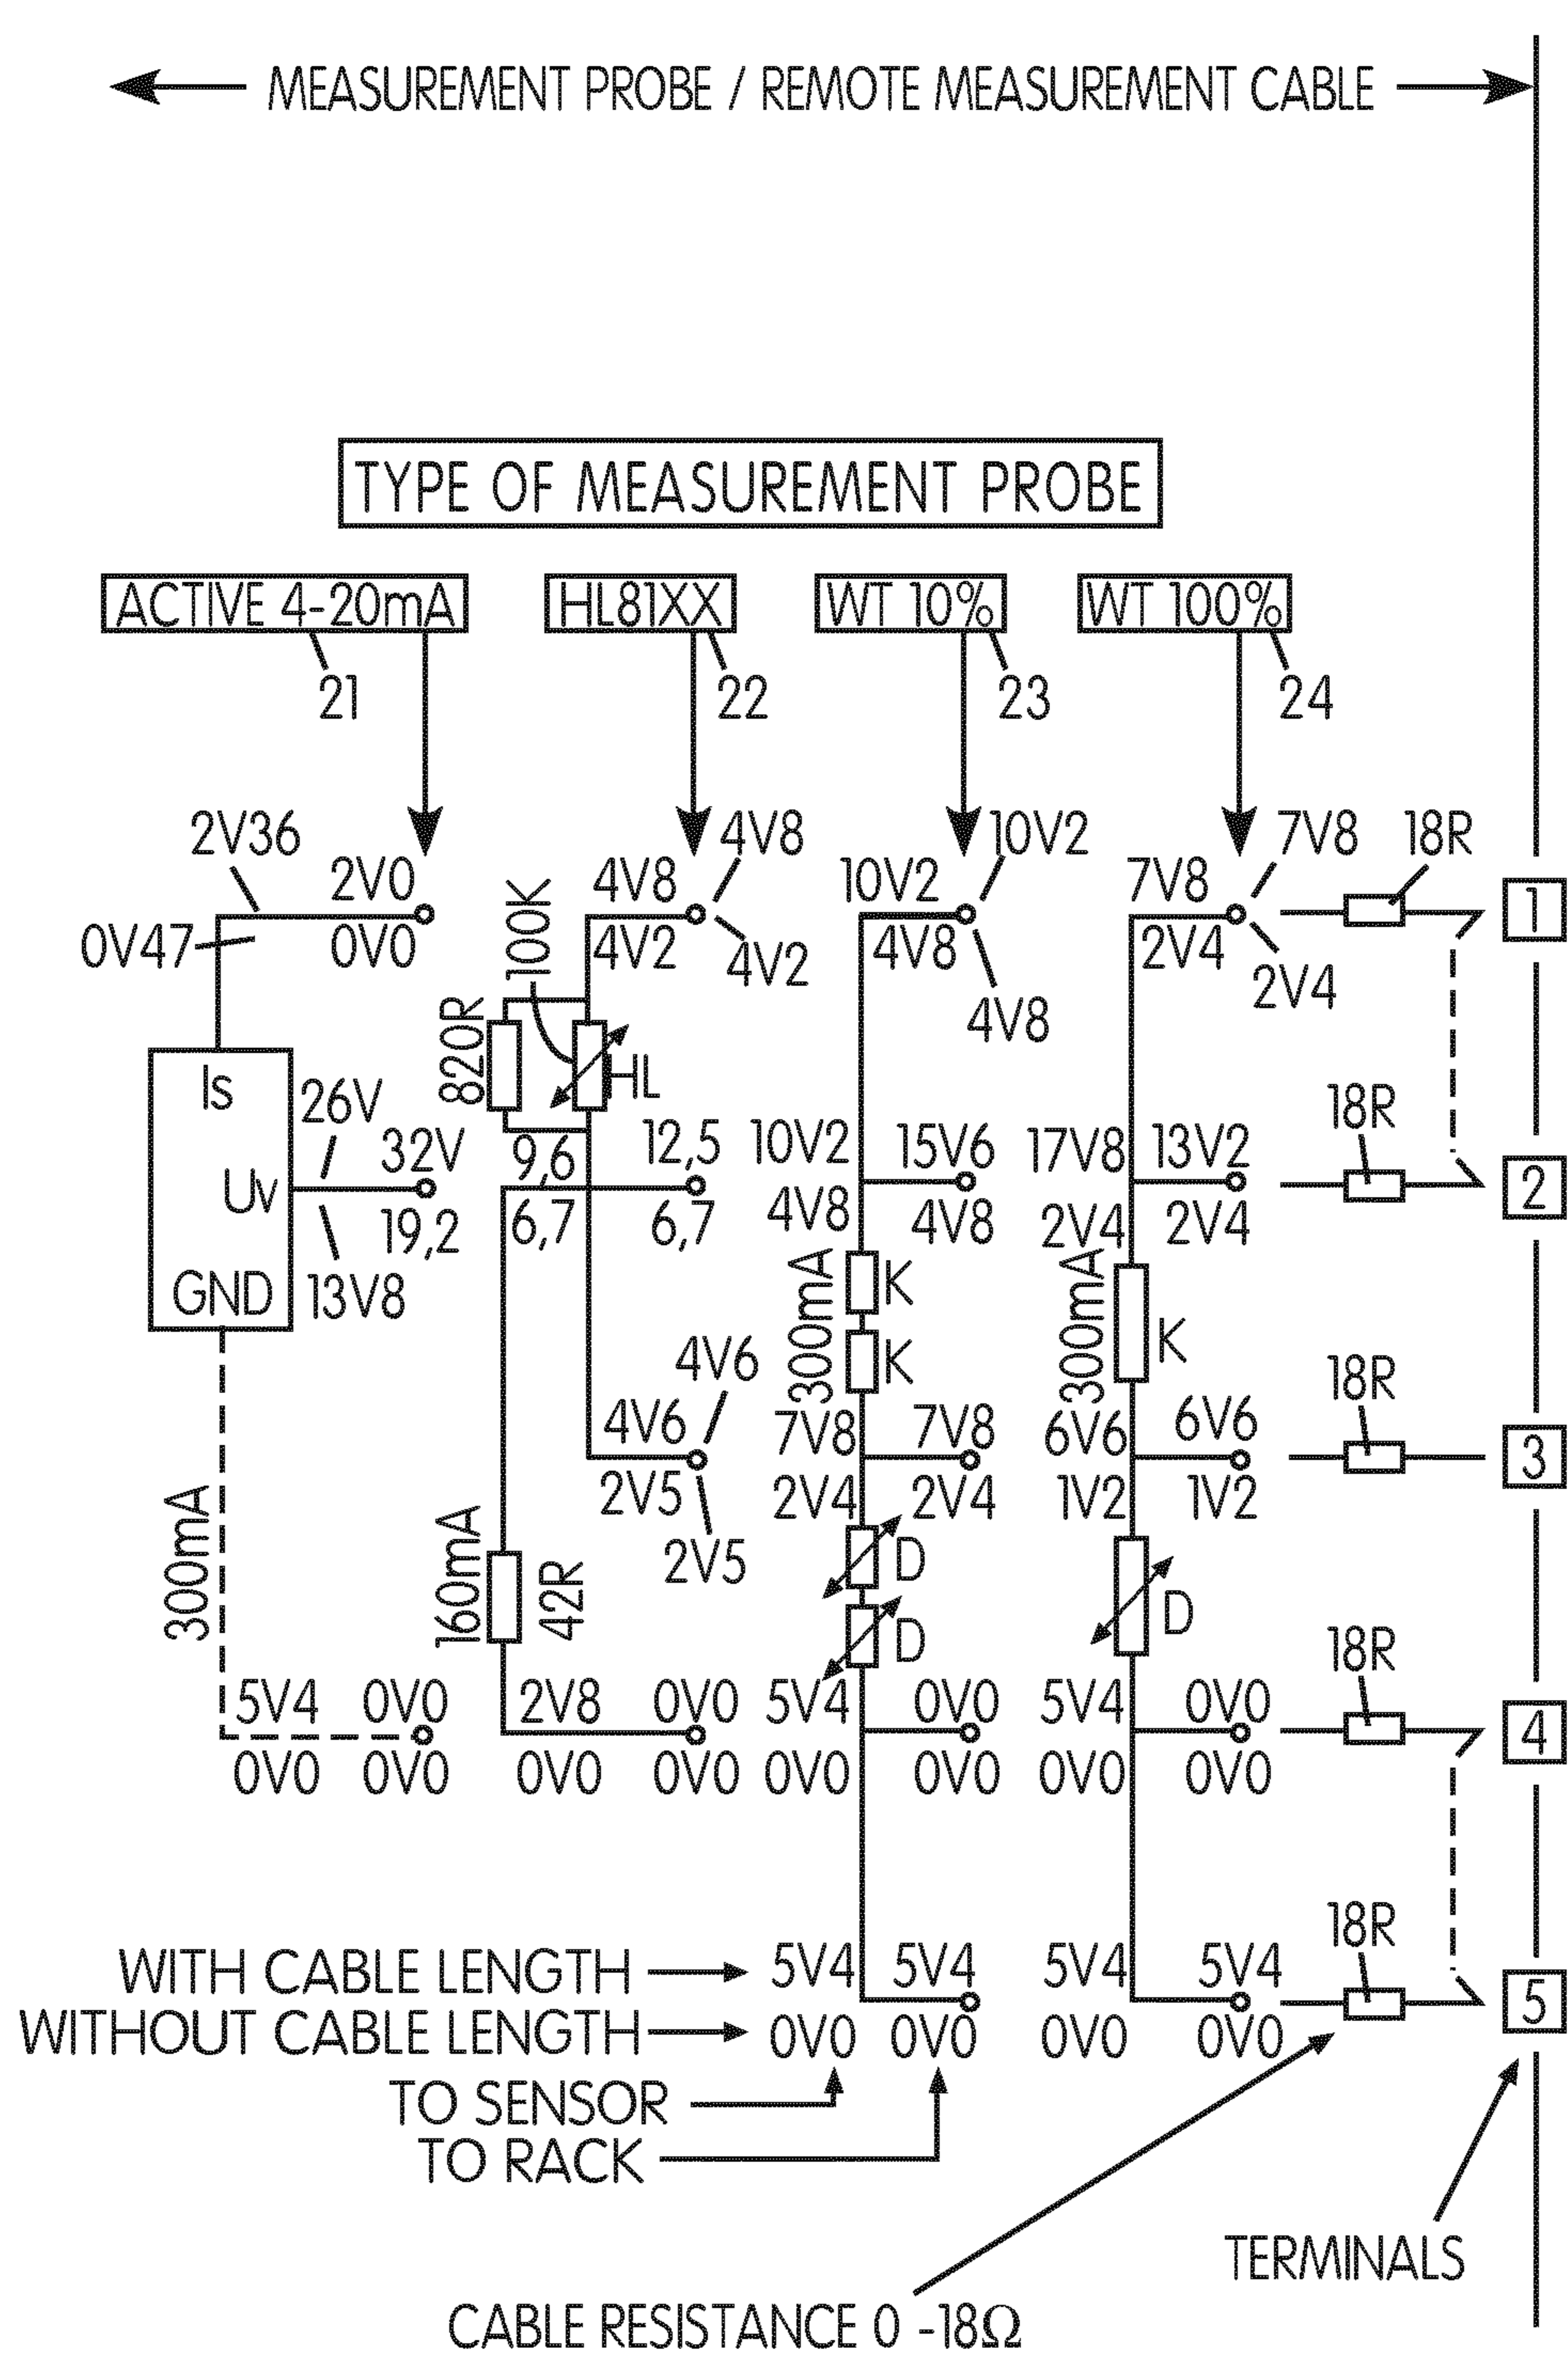 MEASUREMENT PROBE / REMOTE MEASUREMENT CABLE
TYPE OF MEASUREMENT PROBE
ACTIVE 4-20mA HL81XX WT 10% WT 100%
21 22 23 24
2V36 4V8 10V2 7V8 18R
2V0 4V8 10V2 7V8
1
0V47 0V0 100K 4V2 4V2 4V8 2V4
4V8 2V4
820R
Is HL
26V 18R
32V 9,6 12,5 10V2 15V6 17V8 13V2
Uv 2
19,2 6,7 6,7 4V8 4V8 2V4 2V4
GND 13V8 300mA K 300mA
K K
4V6 18R
4V6 7V8 7V8 6V6 6V6
3
2V5 2V4 2V4 1V2 1V2
2V5
300mA 160mA 42R D D
D 18R
5V4 0V0 2V8 0V0 5V4 0V0 5V4 0V0
4
0V0 0V0 0V0 0V0 0V0 0V0 0V0 0V0
18R
WITH CABLE LENGTH 5V4 5V4 5V4 5V4
5
WITHOUT CABLE LENGTH 0V0 0V0 0V0 0V0
TO SENSOR
TO RACK
TERMINALS
CABLE RESISTANCE 0 -18Ω